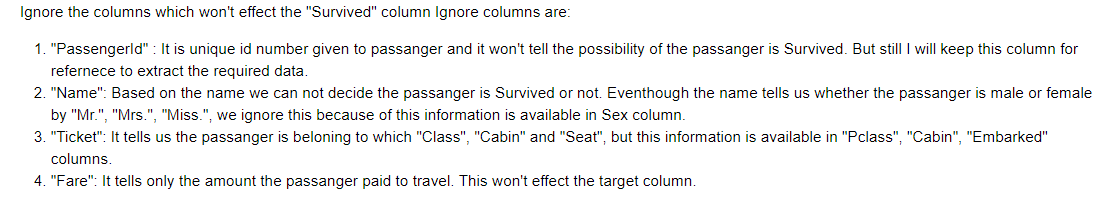 Ignore the columns which won't effect the "Survived" column Ignore columns are:
1. "PassengerId" : It is unique id number given to passanger and it won't tell the possibility of the passanger is Survived. But still I will keep this column for
refernece to extract the required data.
2. "Name": Based on the name we can not decide the passanger is Survived or not. Eventhough the name tells us whether the passanger is male or female
by "Mr.", "Mrs.", "Miss.", we ignore this because of this information is available in Sex column.
3. "Ticket": It tells us the passanger is beloning to which "Class", "Cabin" and "Seat", but this information is available in "Pclass", "Cabin", "Embarked"
columns.
4. "Fare": It tells only the amount the passanger paid to travel. This won't effect the target column.